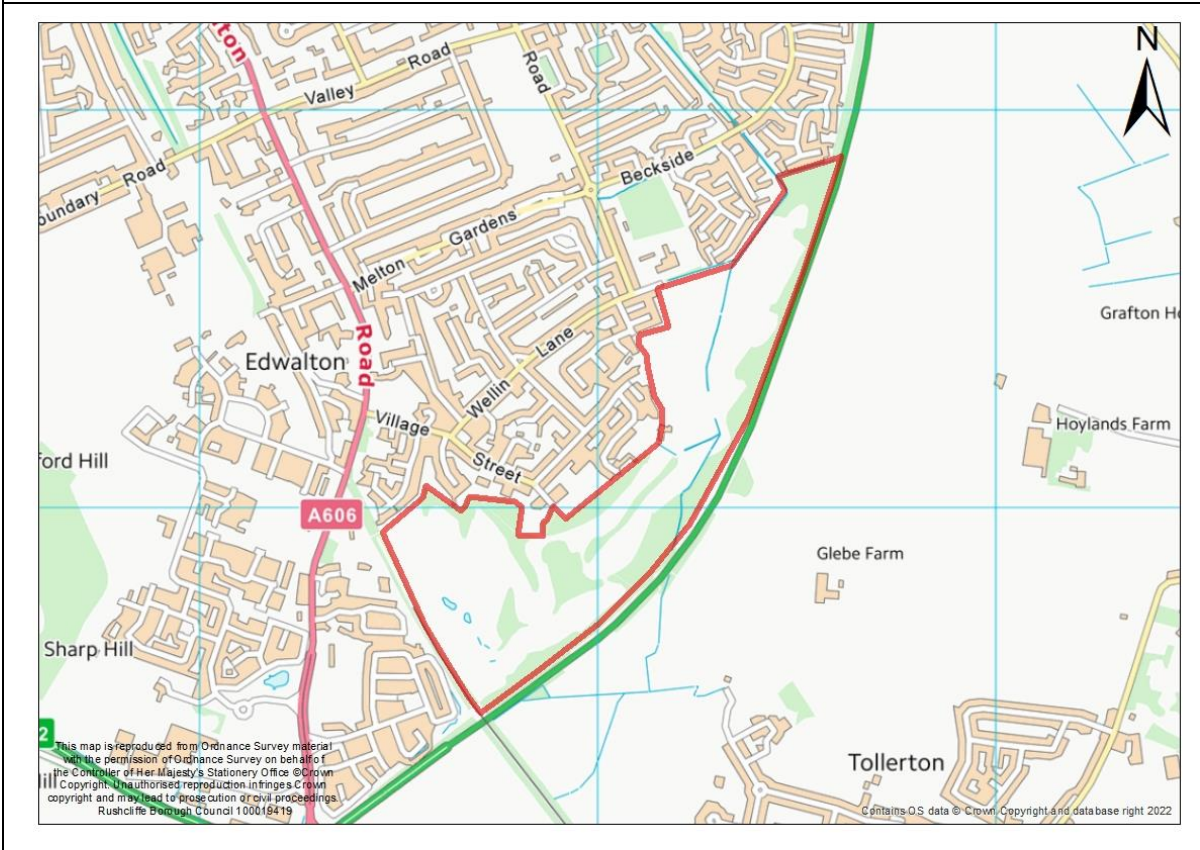 N
lton
Road
Valley
Road
Road
oundary
Beckside
Gardens
Melton
Grafton Ho
Road
Lane
Edwalton
Wellin
Village
Hoylands Farm
Street
ford Hill
A606
Glebe Farm
Sharp Hill
2
Tollerton
ill
This map is reproduced from Ordnance Survey material
with the permission of Ordnance Survey on behalf of
the Controller of Her Majesty's Stationery Office ©Crown
Copyright. Unauthorised reproduction infringes Crown
copyright and may lead to prosecution or civil proceedings.
Rushcliffe Borough Council 100019419
Contains OS data © Crown Copyright and database right 2022